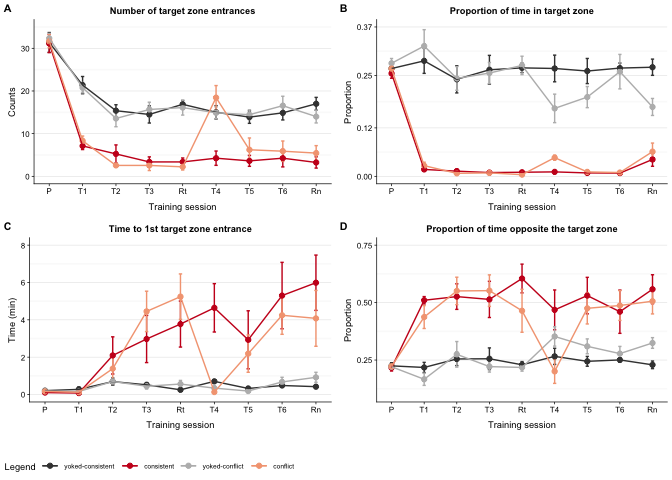 A
Number of target zone entrances
30
20
10
0
Counts
P T1 T2 T3 Rt T4 T5 T6 Rn
Training session
B
Proportion of time in target zone
0.37
0.25
0.12
0.00
Proportion
P T1 T2 T3 Rt T4 T5 T6 Rn
Training session
C
Time to 1st target zone entrance
8
6
4
2
0
Time (min)
P T1 T2 T3 Rt T4 T5 T6 Rn
Training session
D
Proportion of time opposite the target zone
0.75
0.50
0.25
Proportion
P T1 T2 T3 Rt T4 T5 T6 Rn
Training session
Legend yoked-consistent consistent yoked-conflict conflict